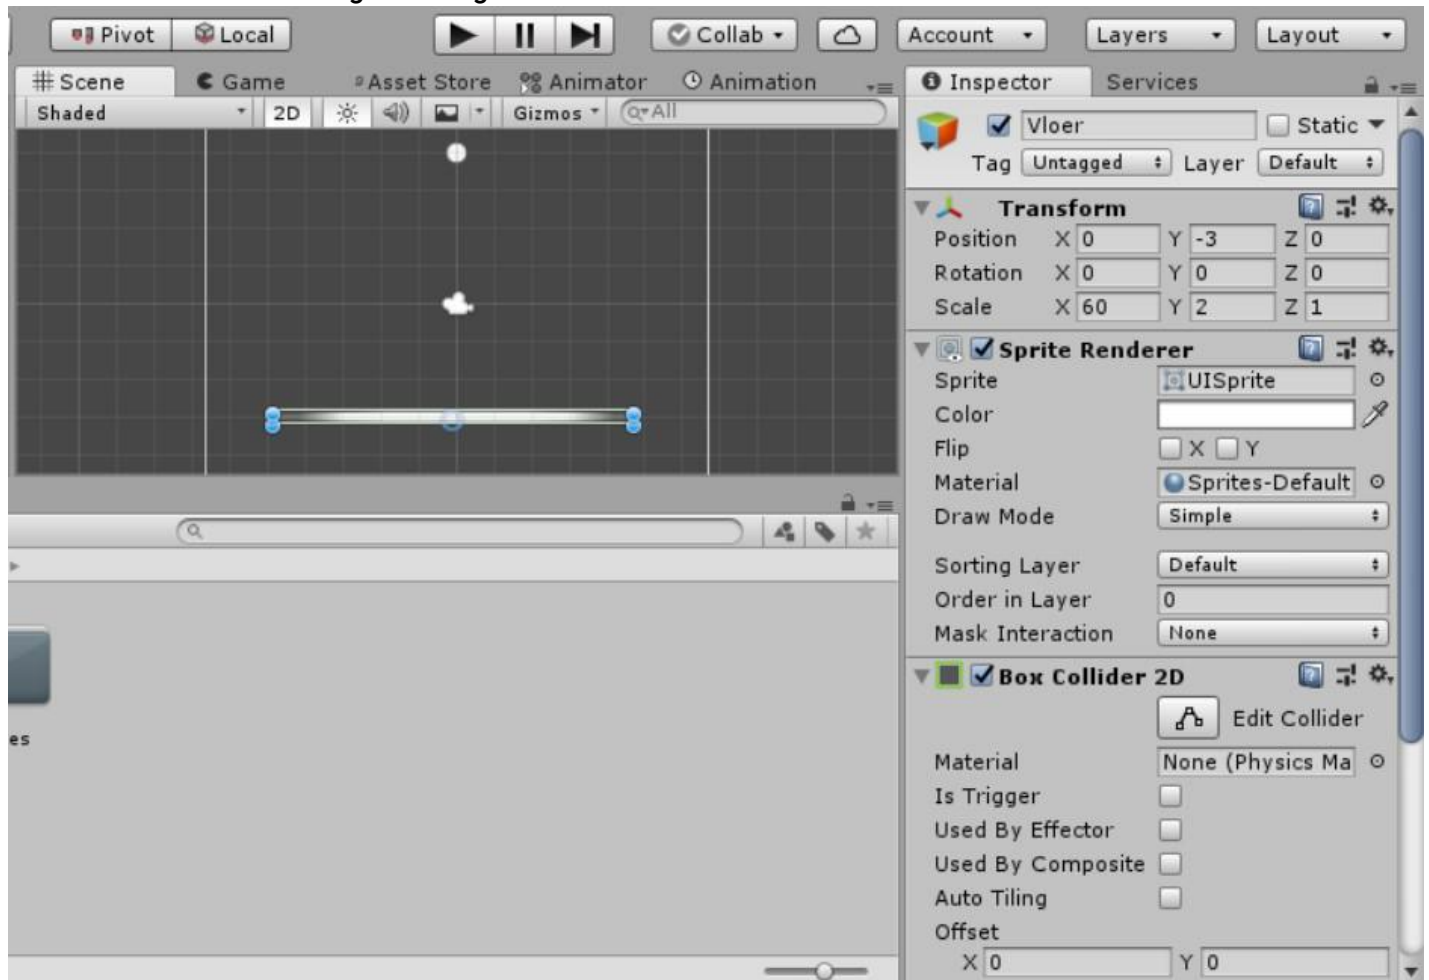 Pivot Local Collab Account Layers Layout
Scene Game Asset Store Animator Animation Inspector Services
Shaded 2D Gizmos All
Vloer Static
Tag Untagged Layer Default
Transform
Position X 0 Y -3 Z 0
Rotation X 0 Y 0 Z 0
Scale X 60 Y 2 Z 1
Sprite Renderer
Sprite UISprite
Color
Flip X Y
Material Sprites-Default
Draw Mode Simple
Sorting Layer Default
Order in Layer 0
Mask Interaction None
Box Collider 2D
Edit Collider
es
Material None (Physics Ma
Is Trigger
Used By Effector
Used By Composite
Auto Tiling
Offset
X 0 Y 0